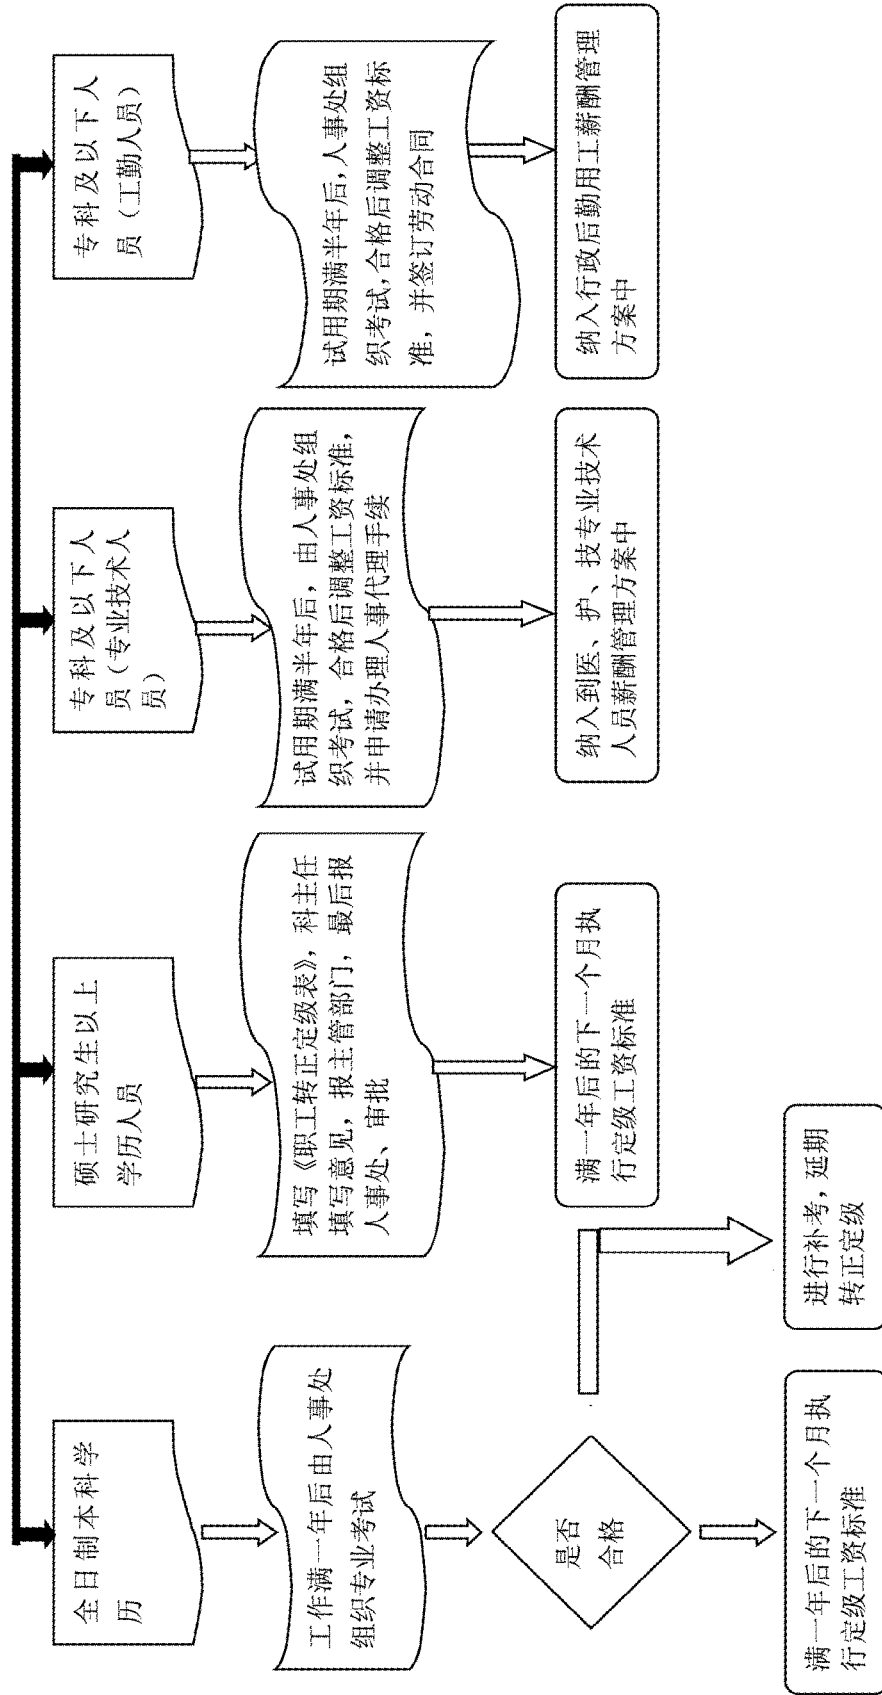 全日制本科学
历
工作满一年后由人事处
组织专业考试
是否
合格
满一年后的下一个月执
行定级工资标准
进行补考，延期
转正定级
硕士研究生以上
学历人员
填写《职工转正定级表》，科主任
填写意见，报主管部门，最后报
人事处、审批
满一年后的下一个月执
行定级工资标准
专科及以下人
员（专业技术人
员）
试用期满半年后，由人事处组
织考试，合格后调整工资标准，
并申请办理人事代理手续
纳入到医、护、技专业技术
人员薪酬管理方案中
专科及以下人
员（工勤人员）
试用期满半年后，人事处组
织考试，合格后调整工资标
准，并签订劳动合同
纳入行政后勤用工薪酬管理
方案中